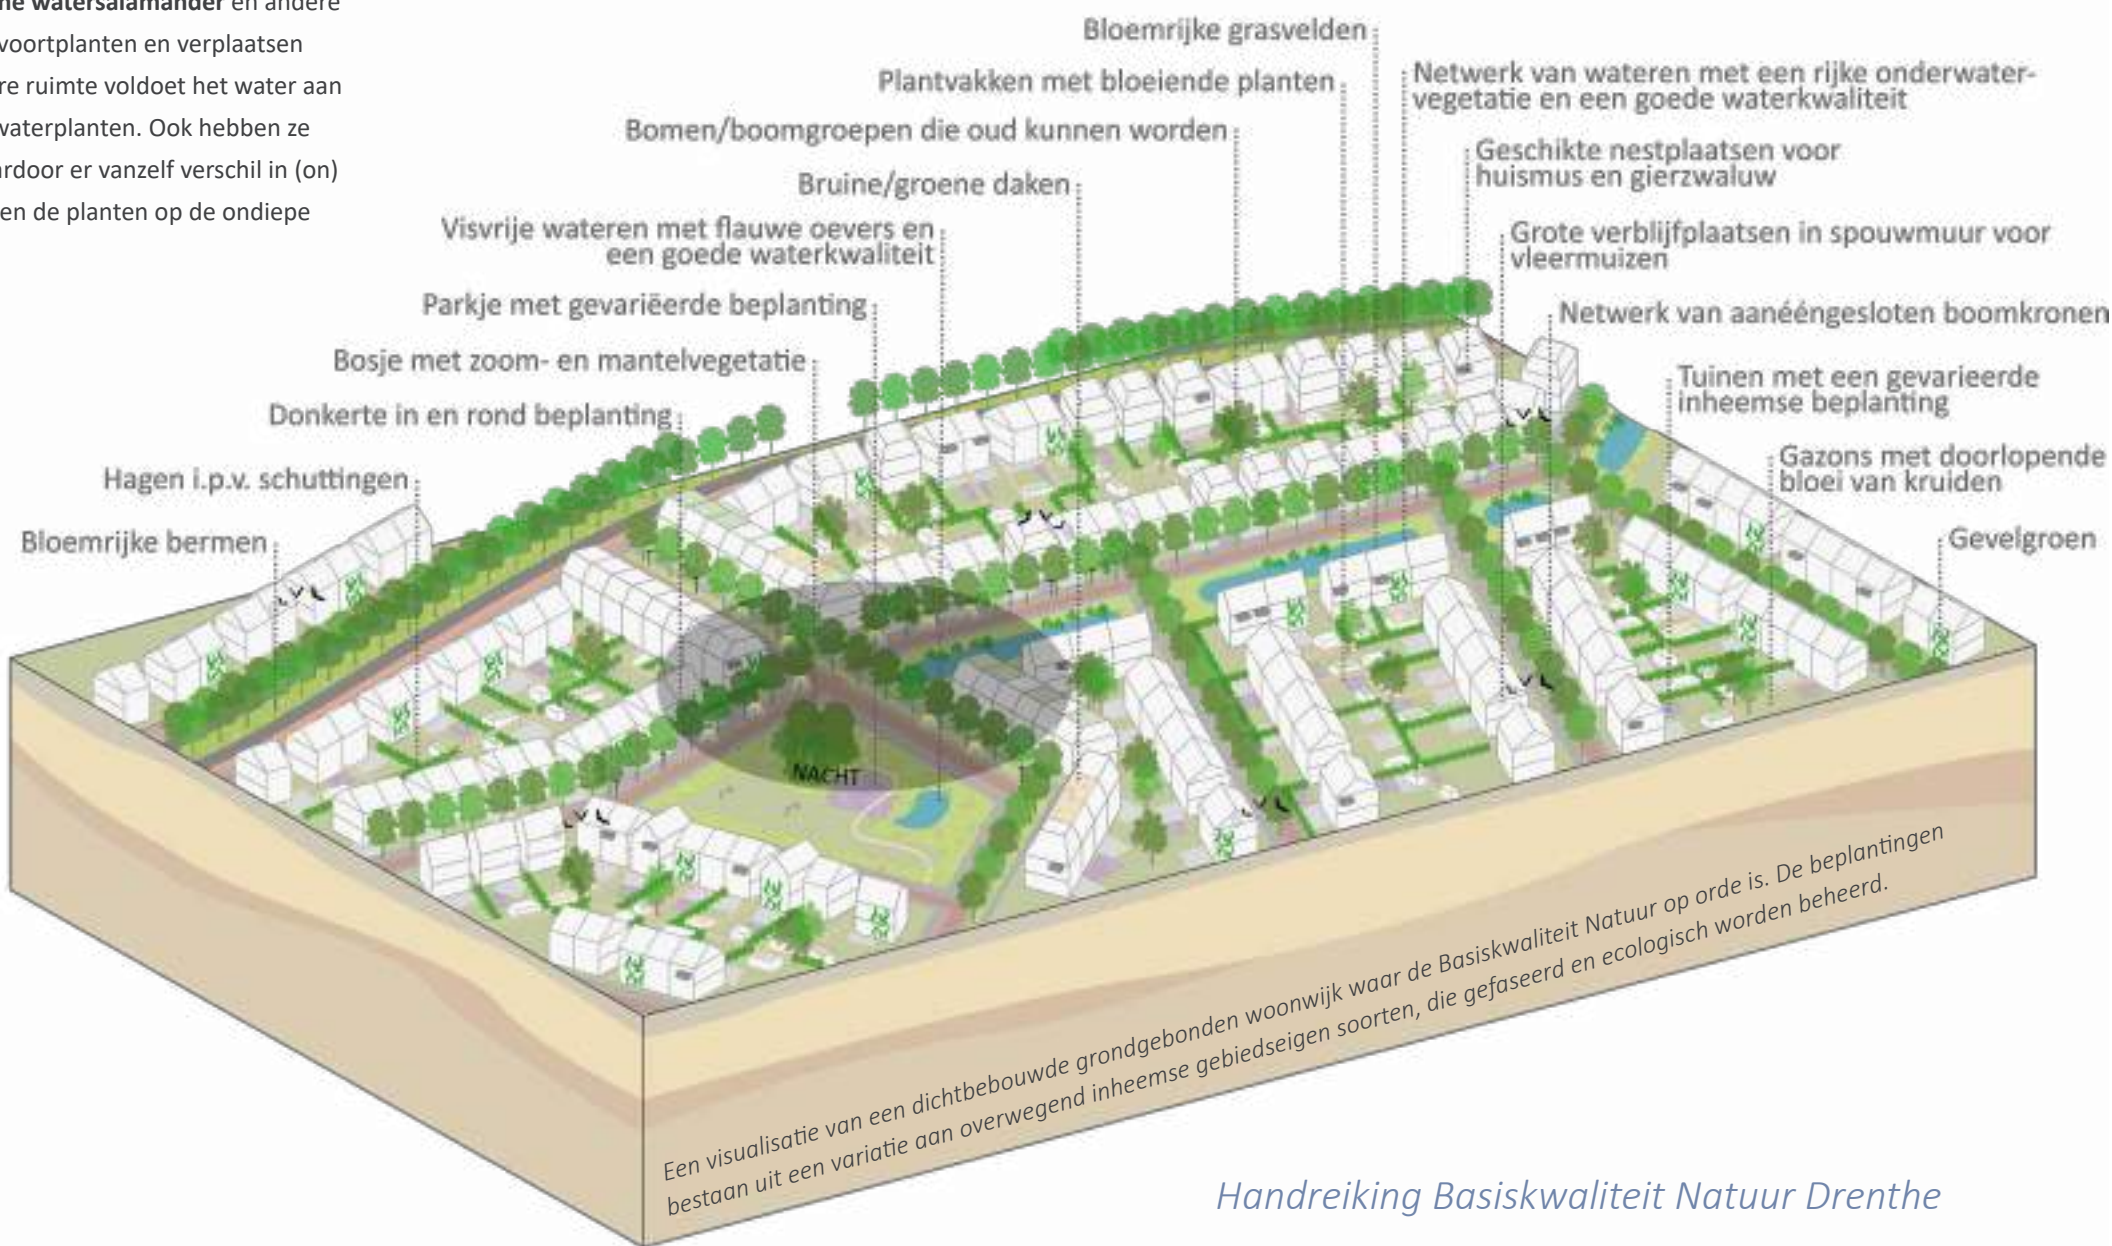 ne watersalamander en andere
voortplanten en verplaatsen
re ruimte voldoet het water aan
waterplanten. Ook hebben ze
ardoor er vanzelf verschil in (on)
en de planten op de ondiepe
Bloemrijke grasvelden
Plantvakken met bloeiende planten
Bomen/boomgroepen die oud kunnen worden
Bruine/groene daken
Visvrije wateren met flauwe oevers en
een goede waterkwaliteit
Parkje met gevariëerde beplanting
Bosje met zoom- en mantelvegetatie
Donkerte in en rond beplanting
Hagen i.p.v. schuttingen
Bloemrijke bermen
Netwerk van wateren met een rijke onderwater-
vegetatie en een goede waterkwaliteit
Geschikte nestplaatsen voor
huismus en gierzwaluw
Grote verblijfplaatsen in spouwmuur voor
vleermuizen
Netwerk van aanééngesloten boomkronen
Tuinen met een gevarieerde
inheemse beplanting
Gazons met doorlopende
bloei van kruiden
Gevelgroen
NACHT
Een visualisatie van een dichtbebouwde grondgebonden woonwijk waar de Basiskwaliteit Natuur op orde is. De beplantingen
bestaan uit een variatie aan overwegend inheemse gebiedseigen soorten, die gefaseerd en ecologisch worden beheerd.
Handreiking Basiskwaliteit Natuur Drenthe